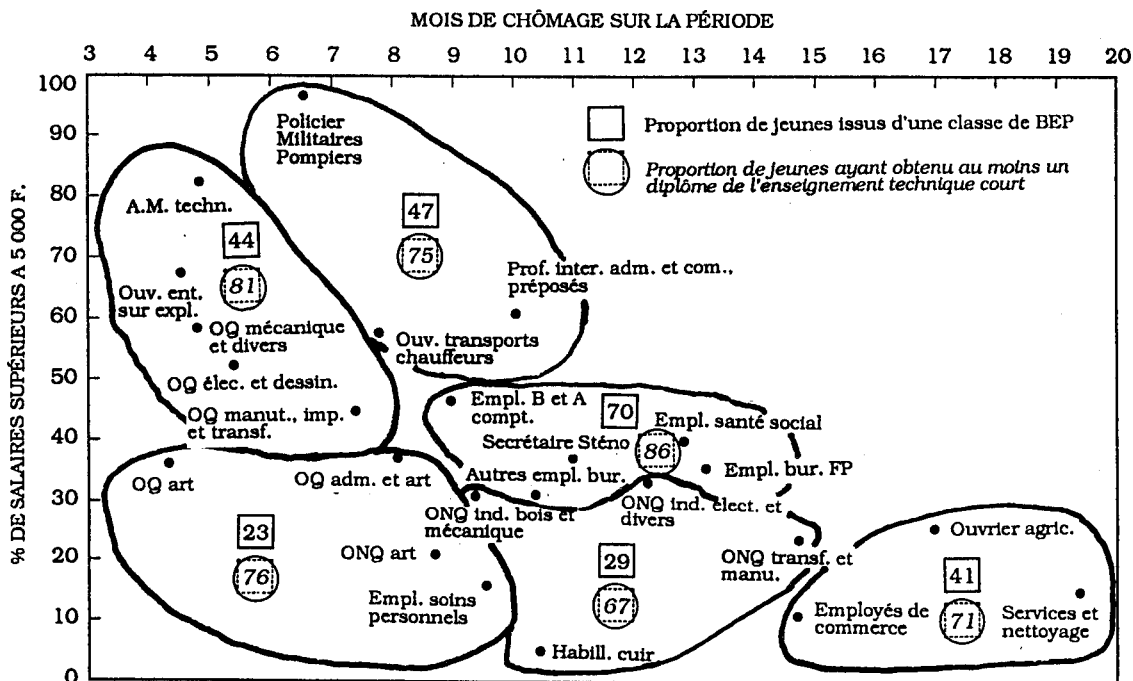 MOIS DE CHÔMAGE SUR LA PÉRIODE
3 4 5 6 7 8 9 10 11 12 13 14 15 16 17 18 19 20
% DE SALAIRES SUPÉRIEURS A 5 000 F.
100
90
80
70
60
50
40
30
20
10
0
Proportion de jeunes issus d'une classe de BEP
Proportion de jeunes ayant obtenu au moins un
diplôme de l'enseignement technique court
Policier
Militaires
Pompiers
47
75
Prof. inter. adm. et com.,
préposés
Ouv. transports
chauffeurs
A.M. techn.
44
81
Ouv. ent.
sur expl.
OQ mécanique
et divers
OQ élec. et dessin.
OQ manut., imp.
et transf.
Empl. B et A
compt.
70
86
Empl. santé social
Secrétaire Sténo
Autres empl. bur.
Empl. bur. FP
OQ art
OQ adm. et art
23
76
ONQ art
Empl. soins
personnels
ONQ ind. bois et
mécanique
ONQ ind. élect. et
divers
29
67
ONQ transf. et
manu.
Habill. cuir
Ouvrier agric.
41
71
Employés de
commerce
Services et
nettoyage